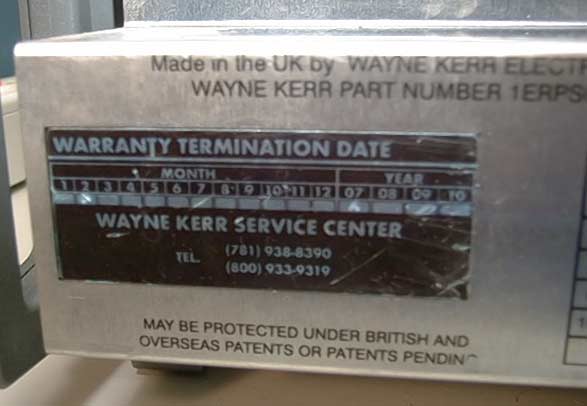 Made in the UK by WAYNE KERR
WAYNE KERR PART NUMBER
WARRANTY TERMINATION DATE
MONTH YEAR
1 2 3 4 5 6 7 8 9 10 11 12 07 08 09 10
WAYNE KERR SERVICE CENTER
TEL. (781) 938-8390
(800) 933-9319
MAY BE PROTECTED UNDER BRITISH AND
OVERSEAS PATENTS OR PATENTS PENDING